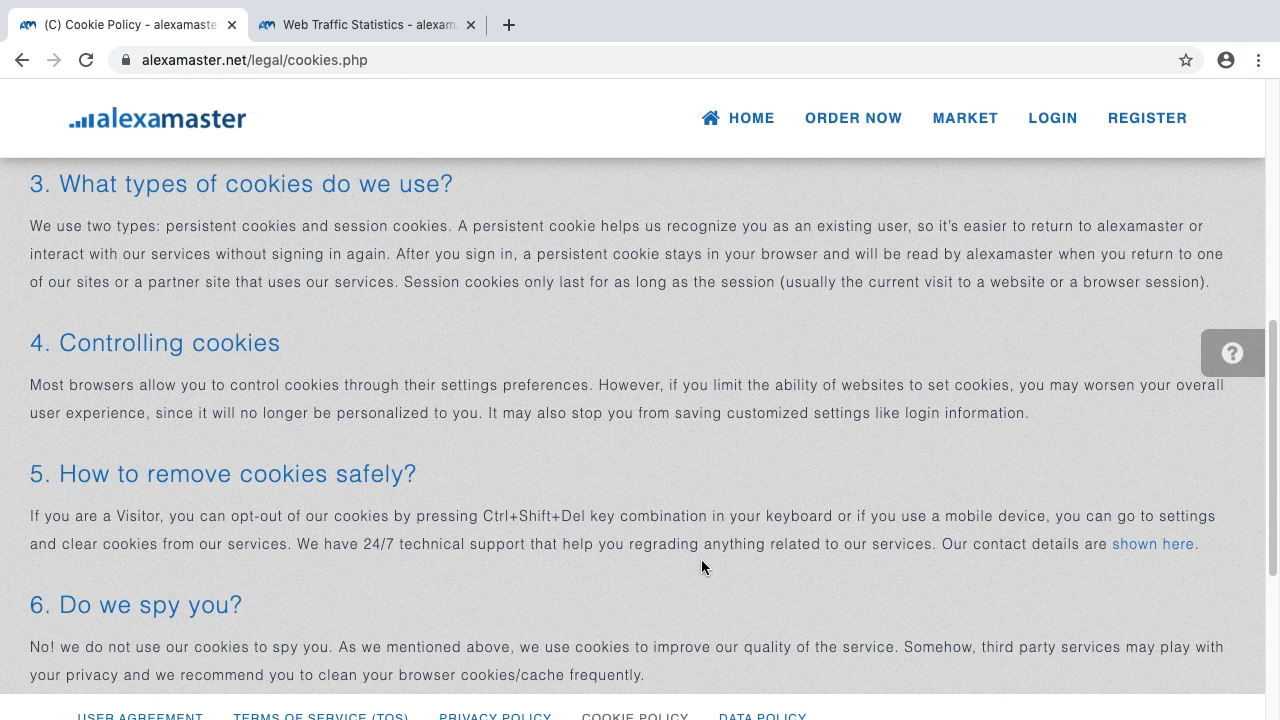 (C) Cookie Policy - alexamaste
Web Traffic Statistics - alexam
alexamaster.net/legal/cookies.php
alexamaster
HOME
ORDER NOW
MARKET
LOGIN
REGISTER
3. What types of cookies do we use?
We use two types: persistent cookies and session cookies. A persistent cookie helps us recognize you as an existing user, so it's easier to return to alexamaster or
interact with our services without signing in again. After you sign in, a persistent cookie stays in your browser and will be read by alexamaster when you return to one
of our sites or a partner site that uses our services. Session cookies only last for as long as the session (usually the current visit to a website or a browser session).
4. Controlling cookies
Most browsers allow you to control cookies through their settings preferences. However, if you limit the ability of websites to set cookies, you may worsen your overall
user experience, since it will no longer be personalized to you. It may also stop you from saving customized settings like login information.
5. How to remove cookies safely?
If you are a Visitor, you can opt-out of our cookies by pressing Ctrl+Shift+Del key combination in your keyboard or if you use a mobile device, you can go to settings
and clear cookies from our services. We have 24/7 technical support that help you regrading anything related to our services. Our contact details are shown here.
6. Do we spy you?
No! we do not use our cookies to spy you. As we mentioned above, we use cookies to improve our quality of the service. Somehow, third party services may play with
your privacy and we recommend you to clean your browser cookies/cache frequently.
USER AGREEMENT
TERMS OF SERVICE (TOS)
PRIVACY POLICY
COOKIE POLICY
DATA POLICY